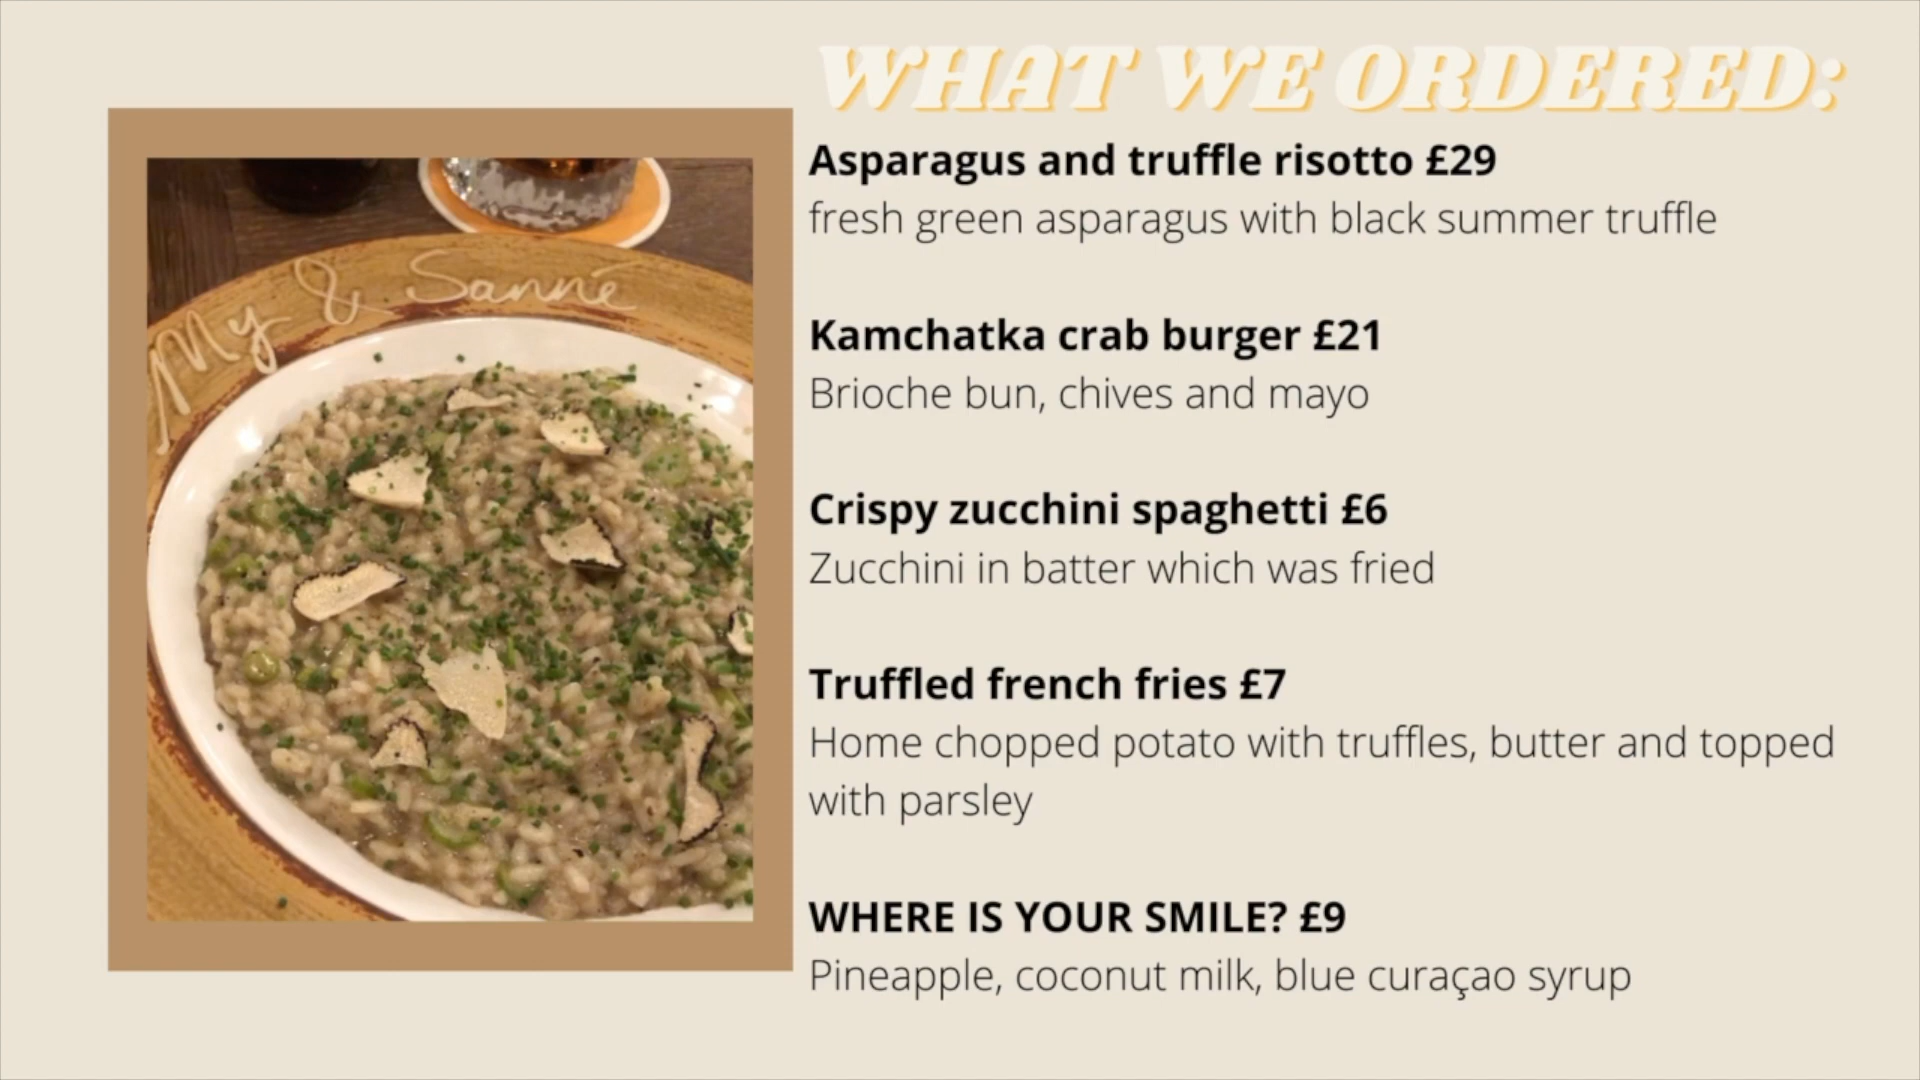 WHAT WE ORDERED:
Asparagus and truffle risotto £29
fresh green asparagus with black summer truffle
Kamchatka crab burger £21
Brioche bun, chives and mayo
Crispy zucchini spaghetti £6
Zucchini in batter which was fried
Truffled french fries £7
Home chopped potato with truffles, butter and topped
with parsley
WHERE IS YOUR SMILE? £9
Pineapple, coconut milk, blue curaçao syrup
My & Sanné